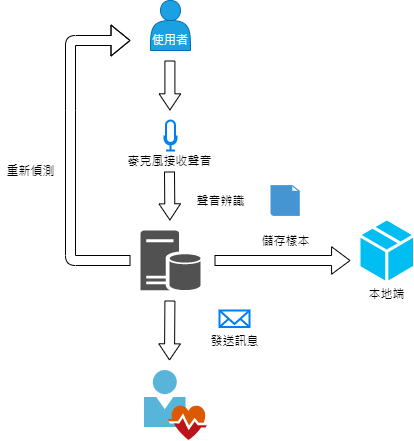 使用者
麥克風接收聲音
重新偵測
聲音辨識
儲存樣本
本地端
發送訊息